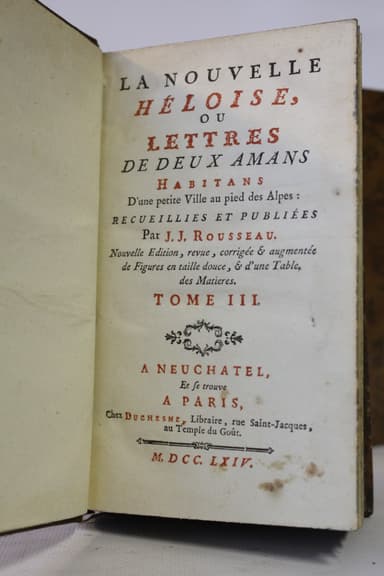 LA NOUVELLE
HÉLOISE,
OU
LETTRES
DE DEUX AMANS
HABITANS
D'une petite Ville au pied des Alpes:
RECUEILLIES ET PUBLIÉES
Par J. J. ROUSSEAU.
Nouvelle Edition, revue, corrigée & augmentée
de Figures en taille douce, & d'une Table,
des Matieres.
TOME III.
A NEUCHATEL,
Et se trouve
A PARIS,
Chez DUCHESNE, Libraire, rue Saint-Jacques,
au Temple du Goût.
M. DCC. LXIV.